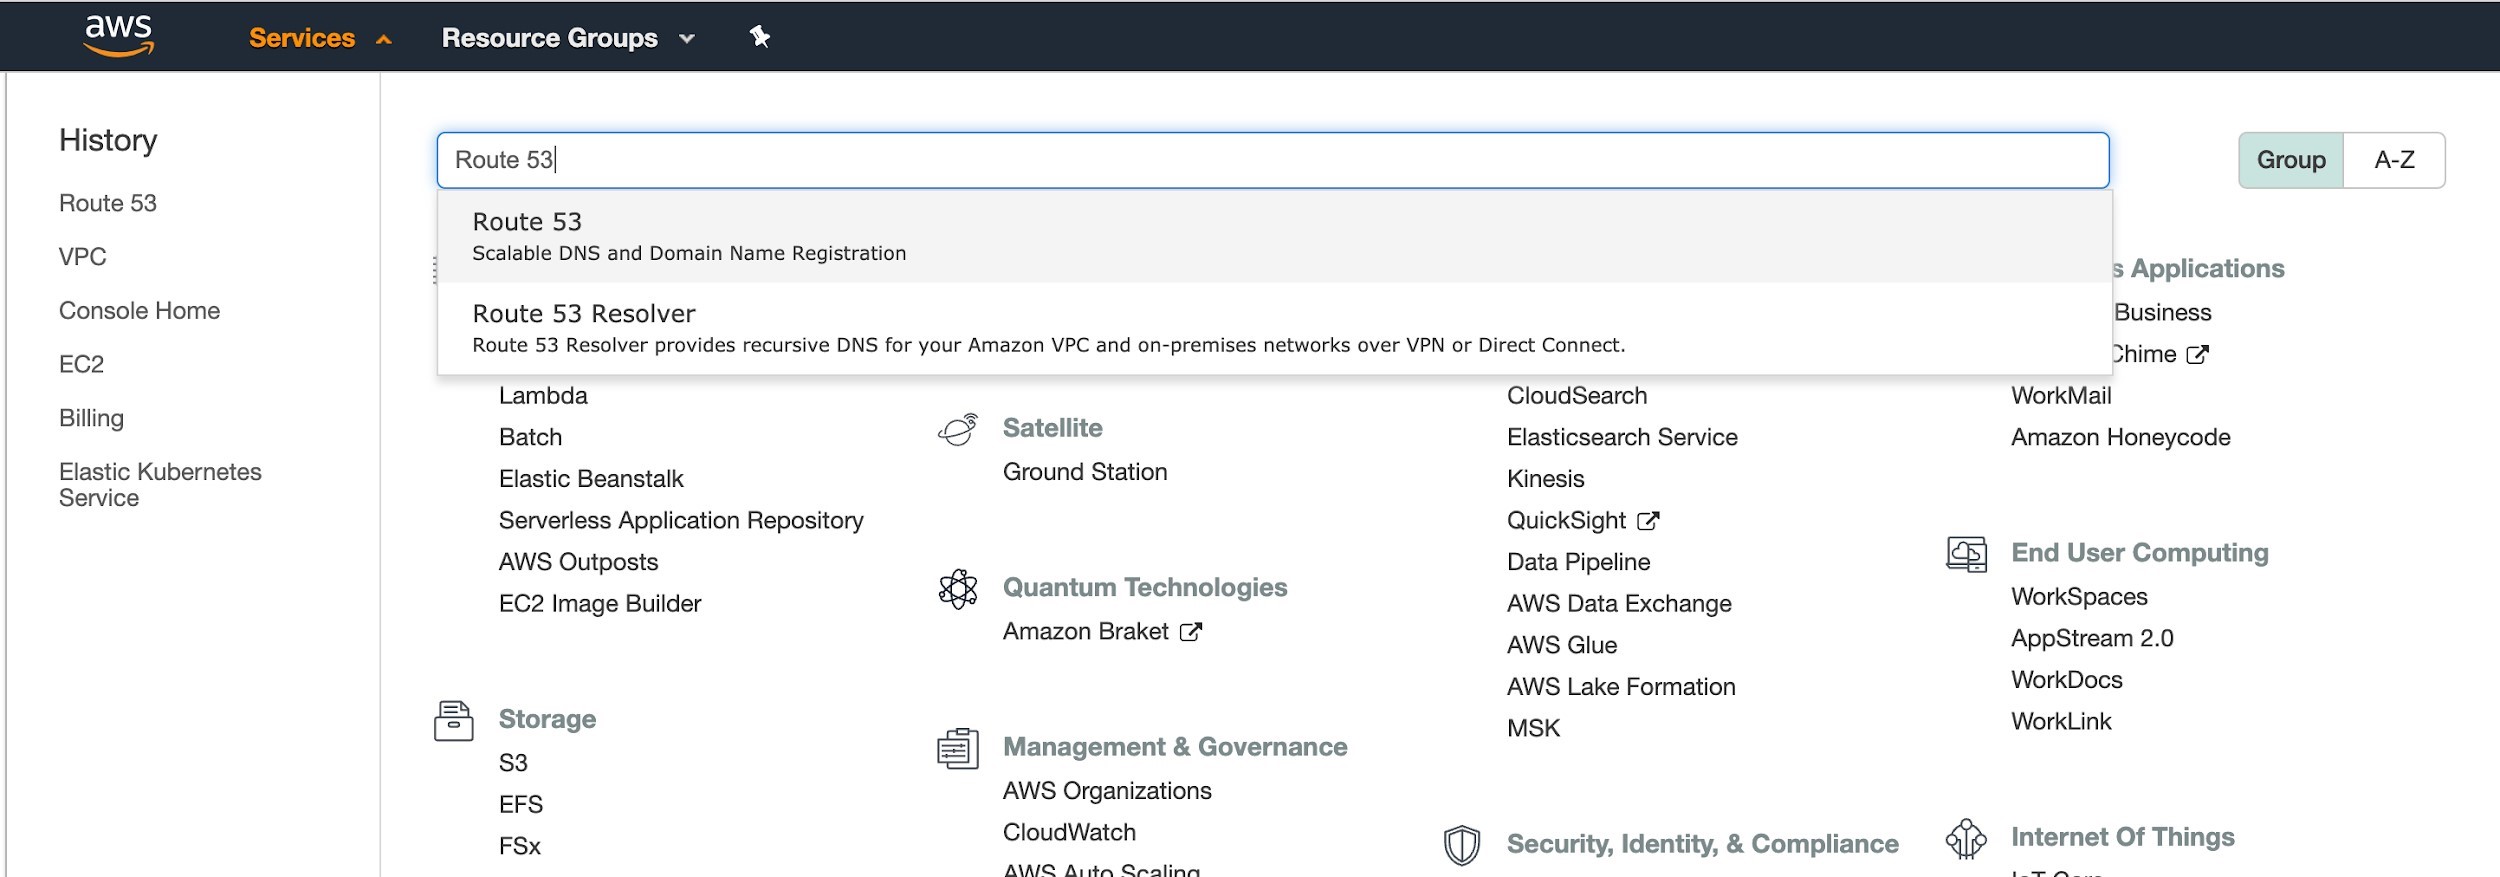 aws
Services
Resource Groups
History
Route 53
VPC
Console Home
EC2
Billing
Elastic Kubernetes
Service
Route 53
Group
A-Z
Route 53
Scalable DNS and Domain Name Registration
Route 53 Resolver
Route 53 Resolver provides recursive DNS for your Amazon VPC and on-premises networks over VPN or Direct Connect.
Lambda
Batch
Elastic Beanstalk
Serverless Application Repository
AWS Outposts
EC2 Image Builder
Storage
S3
EFS
FSx
Satellite
Ground Station
Quantum Technologies
Amazon Braket
Management & Governance
AWS Organizations
CloudWatch
AWS Auto Scaling
CloudSearch
Elasticsearch Service
Kinesis
QuickSight
Data Pipeline
AWS Data Exchange
AWS Glue
AWS Lake Formation
MSK
Security, Identity, & Compliance
s Applications
Business
Chime
WorkMail
Amazon Honeycode
End User Computing
WorkSpaces
AppStream 2.0
WorkDocs
WorkLink
Internet Of Things
IoT Core